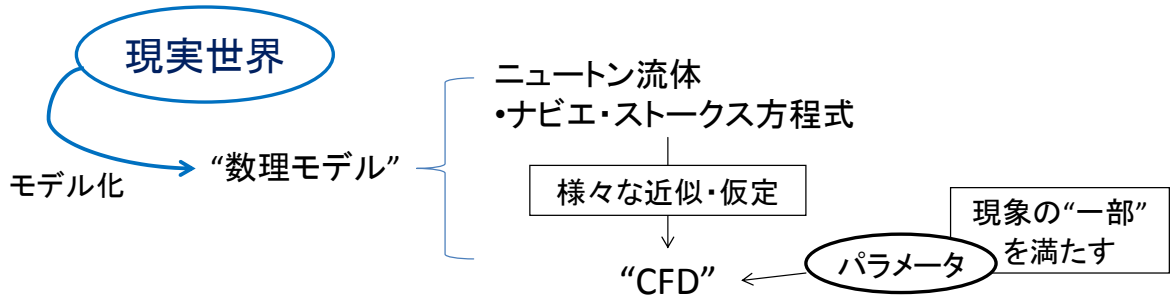 現実世界
モデル化
“数理モデル”
ニュートン流体
•ナビエ・ストークス方程式
様々な近似・仮定
“CFD”
パラメータ
現象の“一部”
を満たす